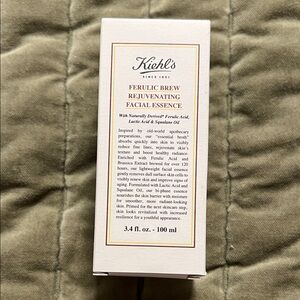 Kiehl's
SINCE 1851
FERULIC BREW
REJUVENATING
FACIAL ESSENCE
With Naturally Derived* Ferulic Acid,
Lactic Acid & Squalane Oil
Inspired by old-world apothecary
preparations, our "essential broth"
absorbs quickly into skin to visibly
reduce fine lines, rejuvenate skin's
texture and boost healthy radiance.
Enriched with Ferulic Acid and
Brassica Extract brewed for over 120
hours, our lightweight facial essence
gently removes dull surface skin cells to
visibly renew skin and improve signs of
aging. Formulated with Lactic Acid and
Squalane Oil, our bi-phase essence
nourishes the skin barrier with moisture
for smoother, more radiant-looking
skin. Primed for the next skincare step,
skin looks revitalized with increased
resilience for a youthful appearance.
3.4 fl. oz. - 100 ml